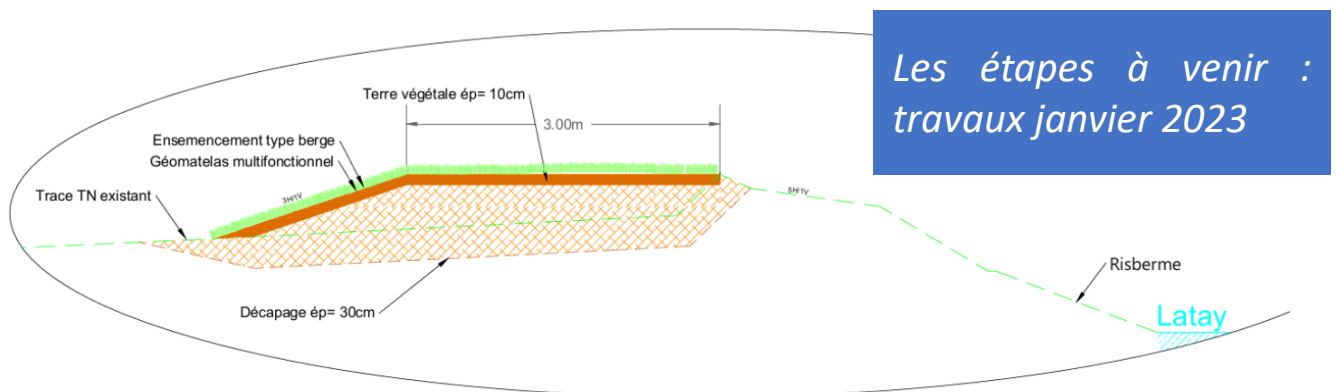 Les étapes à venir :
travaux janvier 2023
Terre végétale ép= 10cm
3.00m
Ensemencement type berge
Géomatelas multifonctionnel
3H/1V
Trace TN existant
5H/1V
Risberme
Décapage ép= 30cm
Latay